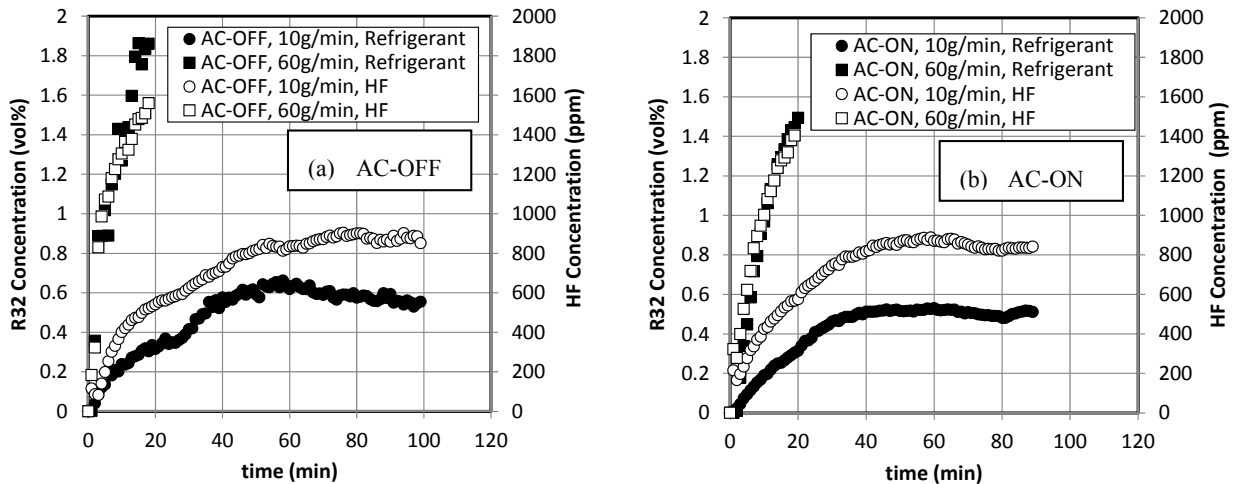 2
1.8
1.6
1.4
1.2
1
0.8
0.6
0.4
0.2
0
R32 Concentration (vol%)
2000
1800
1600
1400
1200
1000
800
600
400
200
0
HF Concentration (ppm)
AC-OFF, 10g/min, Refrigerant
AC-OFF, 60g/min, Refrigerant
AC-OFF, 10g/min, HF
AC-OFF, 60g/min, HF
(a) AC-OFF
0 20 40 60 80 100 120
time (min)
2
1.8
1.6
1.4
1.2
1
0.8
0.6
0.4
0.2
0
R32 Concentration (vol%)
2000
1800
1600
1400
1200
1000
800
600
400
200
0
HF Concentration (ppm)
AC-ON, 10g/min, Refrigerant
AC-ON, 60g/min, Refrigerant
AC-ON, 10g/min, HF
AC-ON, 60g/min, HF
(b) AC-ON
0 20 40 60 80 100 120
time (min)